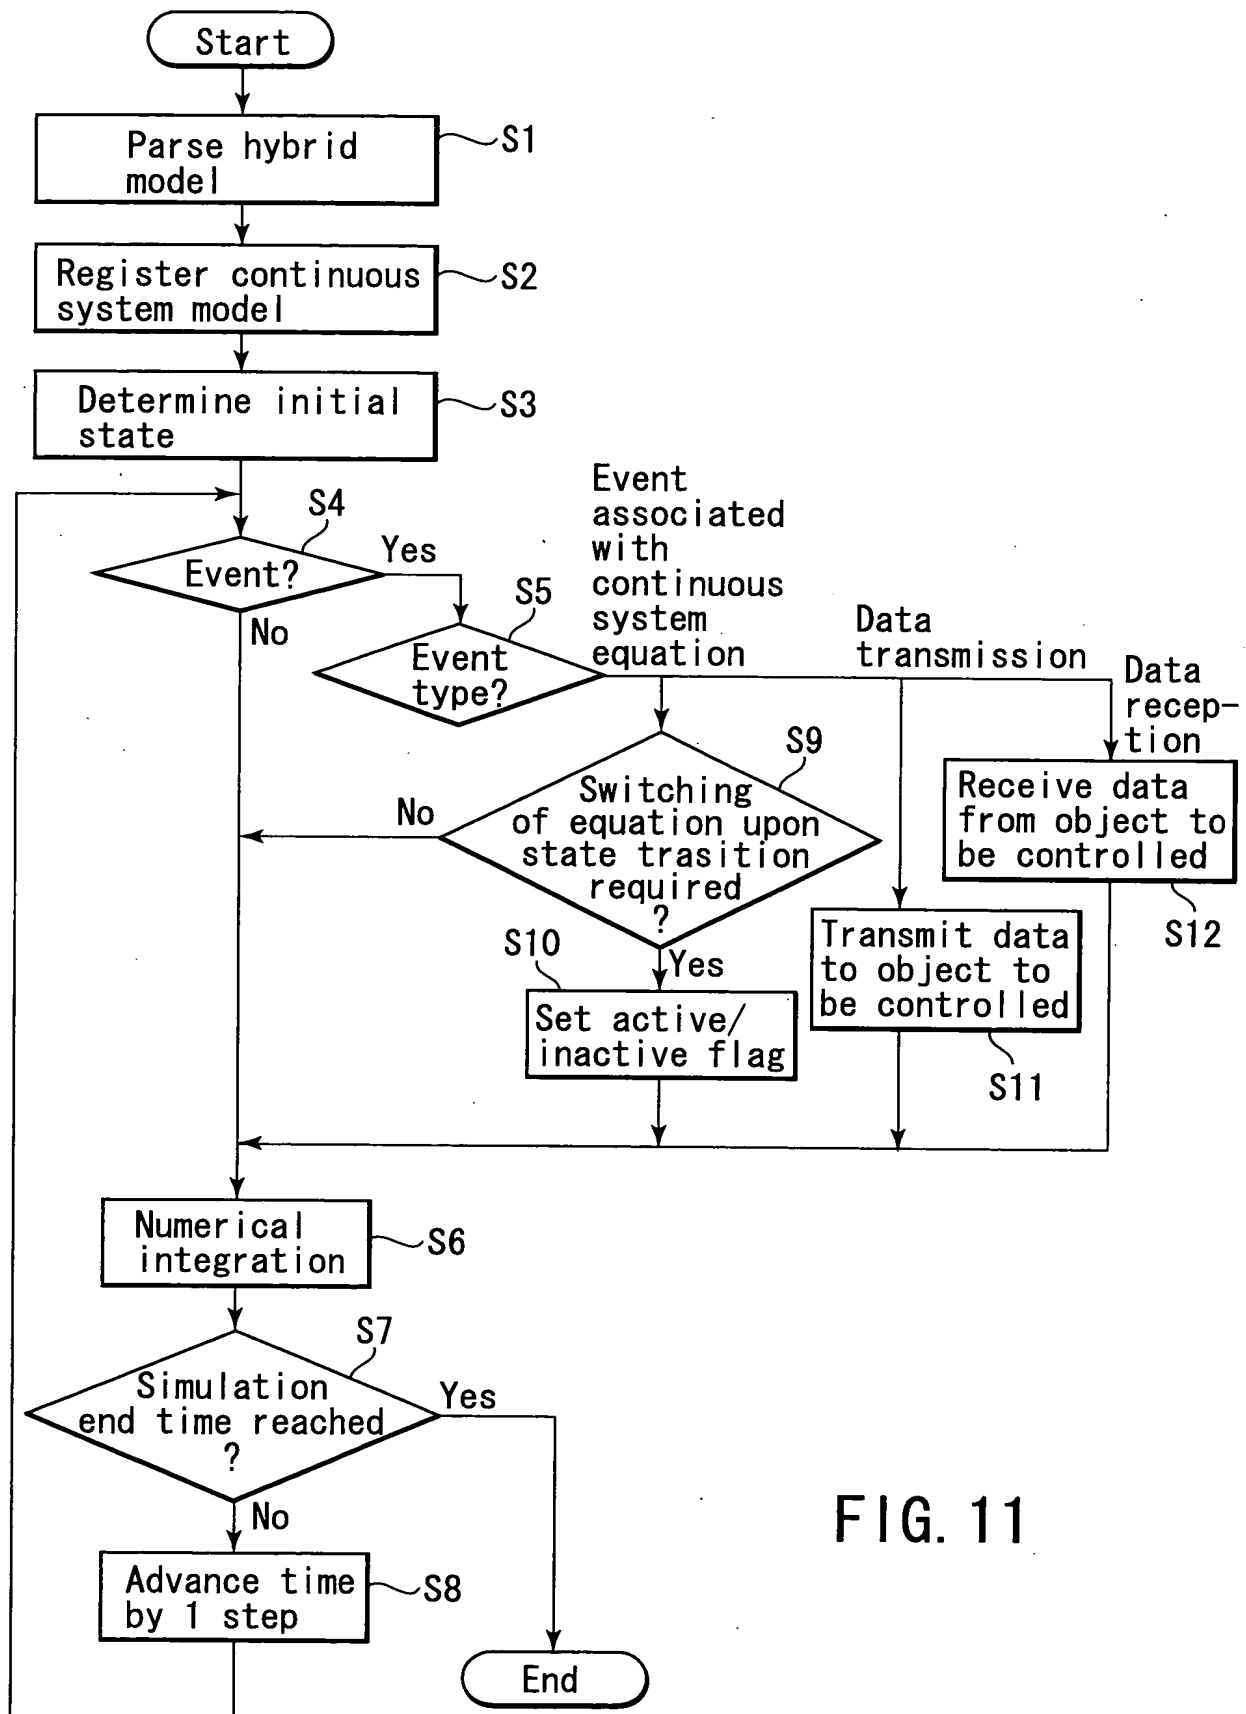 Start
Parse hybrid
model
S1
Register continuous
system model
S2
Determine initial
state
S3
Event?
S4
Yes
No
Event
type?
S5
Event
associated
with
continuous
system
equation
Data
transmission
Data
recep-
tion
Switching
of equation upon
state trasition
required
?
S9
No
Yes
Set active/
inactive flag
S10
Transmit data
to object to
be controlled
S11
Receive data
from object to
be controlled
S12
Numerical
integration
S6
Simulation
end time reached
?
S7
Yes
No
Advance time
by 1 step
S8
End
FIG. 11